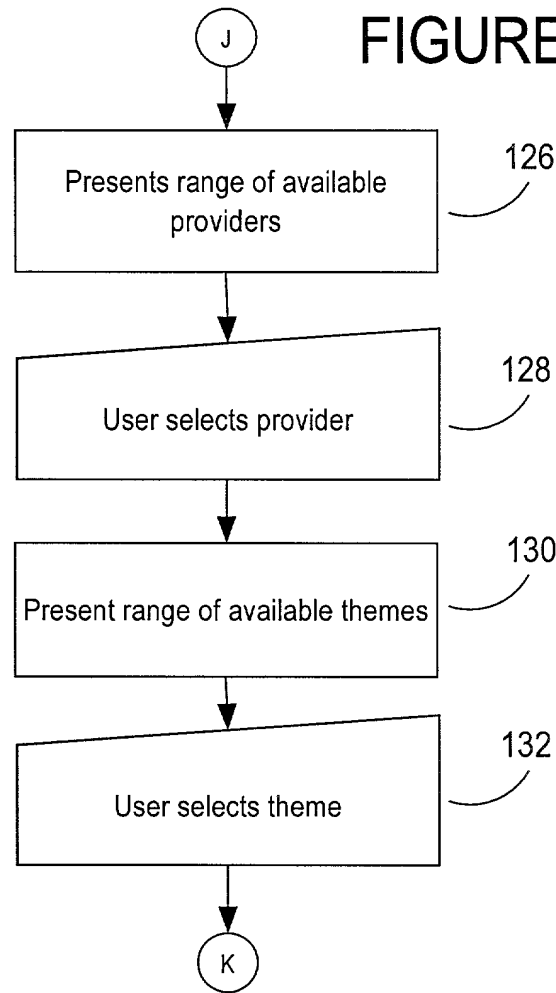 J
FIGURE
Presents range of available
providers
126
User selects provider
128
Present range of available themes
130
User selects theme
132
K